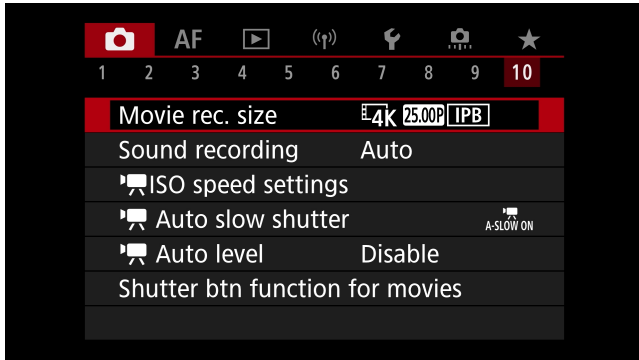 AF
1 2 3 4 5 6 7 8 9 10
Movie rec. size 4K 25.00P IPB
Sound recording Auto
ISO speed settings
Auto slow shutter A-SLOW ON
Auto level Disable
Shutter btn function for movies